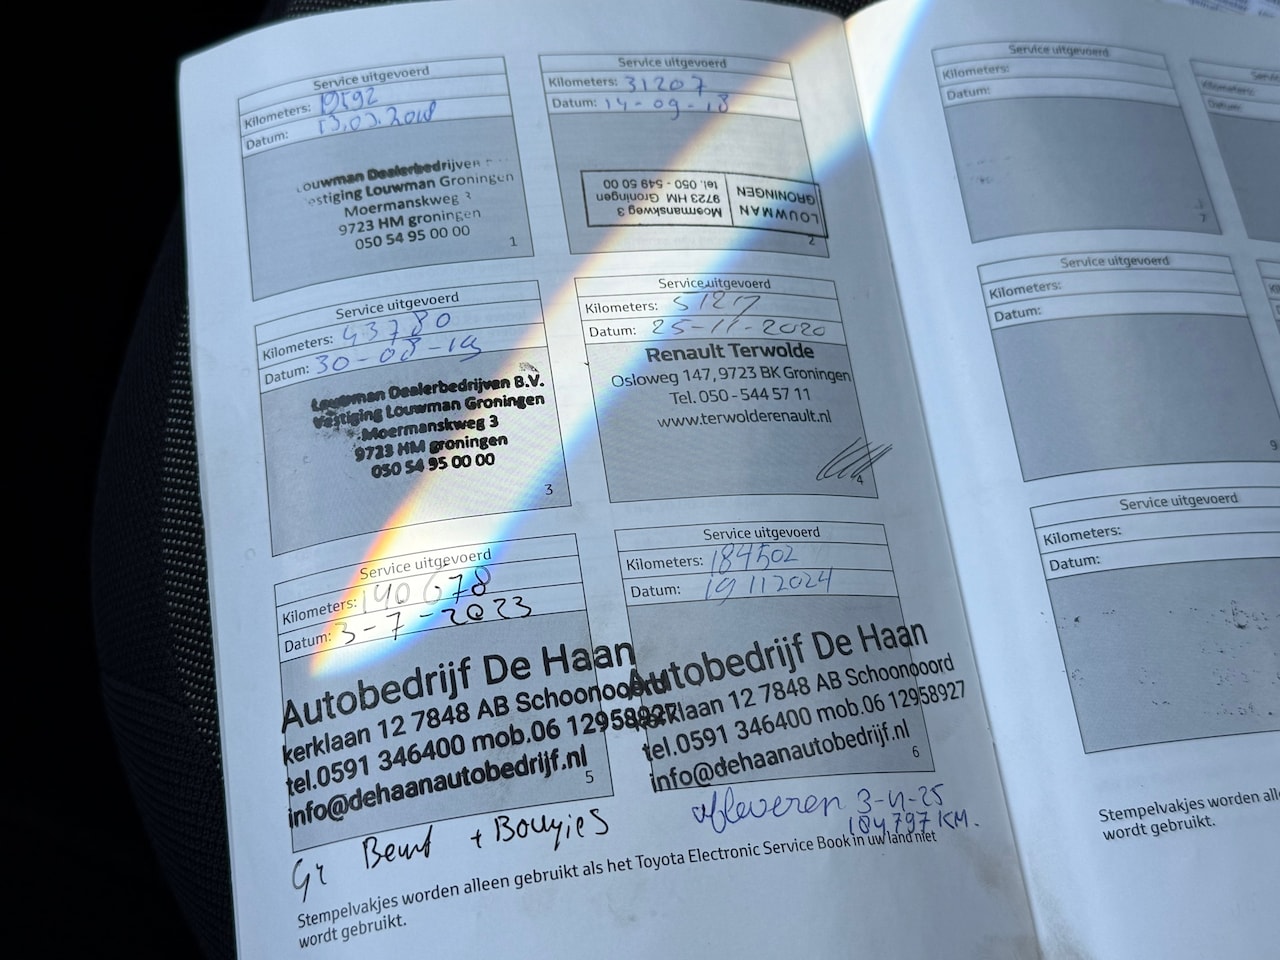 Service uitgevoerd
Kilometers: 19592
Datum: 13.03.2018
Louwman Dealerbedrijven
Vestiging Louwman Groningen
Moermanskweg 3
9723 HM groningen
050 54 95 00 00
1
Service uitgevoerd
Kilometers: 31207
Datum: 14-09-18
LOUWMAN
GRONINGEN
Moermanskweg 3
9723 HM Groningen
tel. 050 - 549 50 00
2
Service uitgevoerd
Kilometers: 43780
Datum: 30-08-19
Louwman Dealerbedrijven B.V.
Vestiging Louwman Groningen
Moermanskweg 3
9723 HM groningen
050 54 95 00 00
3
Service uitgevoerd
Kilometers: 51217
Datum: 25-11-2020
Renault Terwolde
Osloweg 147, 9723 BK Groningen
Tel. 050 - 544 57 11
www.terwolderenault.nl
4
Service uitgevoerd
Kilometers: 140678
Datum: 3-7-2023
Autobedrijf De Haan
kerklaan 12 7848 AB Schoonoord
tel.0591 346400 mob.06 12958927
info@dehaanautobedrijf.nl
5
Gr Beurt + Bougies
Service uitgevoerd
Kilometers: 184502
Datum: 19 11 2024
Autobedrijf De Haan
kerklaan 12 7848 AB Schoonoord
tel.0591 346400 mob.06 12958927
info@dehaanautobedrijf.nl
6
afleveren 3-4-25
184797 KM.
Stempelvakjes worden alleen gebruikt als het Toyota Electronic Service Book in uw land niet
wordt gebruikt.
Service uitgevoerd
Kilometers:
Datum:
7
Service
Kilometers:
Datum:
Service uitgevoerd
Kilometers:
Datum:
9
Service uitgevoerd
Kilometers:
Datum:
Stempelvakjes worden
wordt gebruikt.